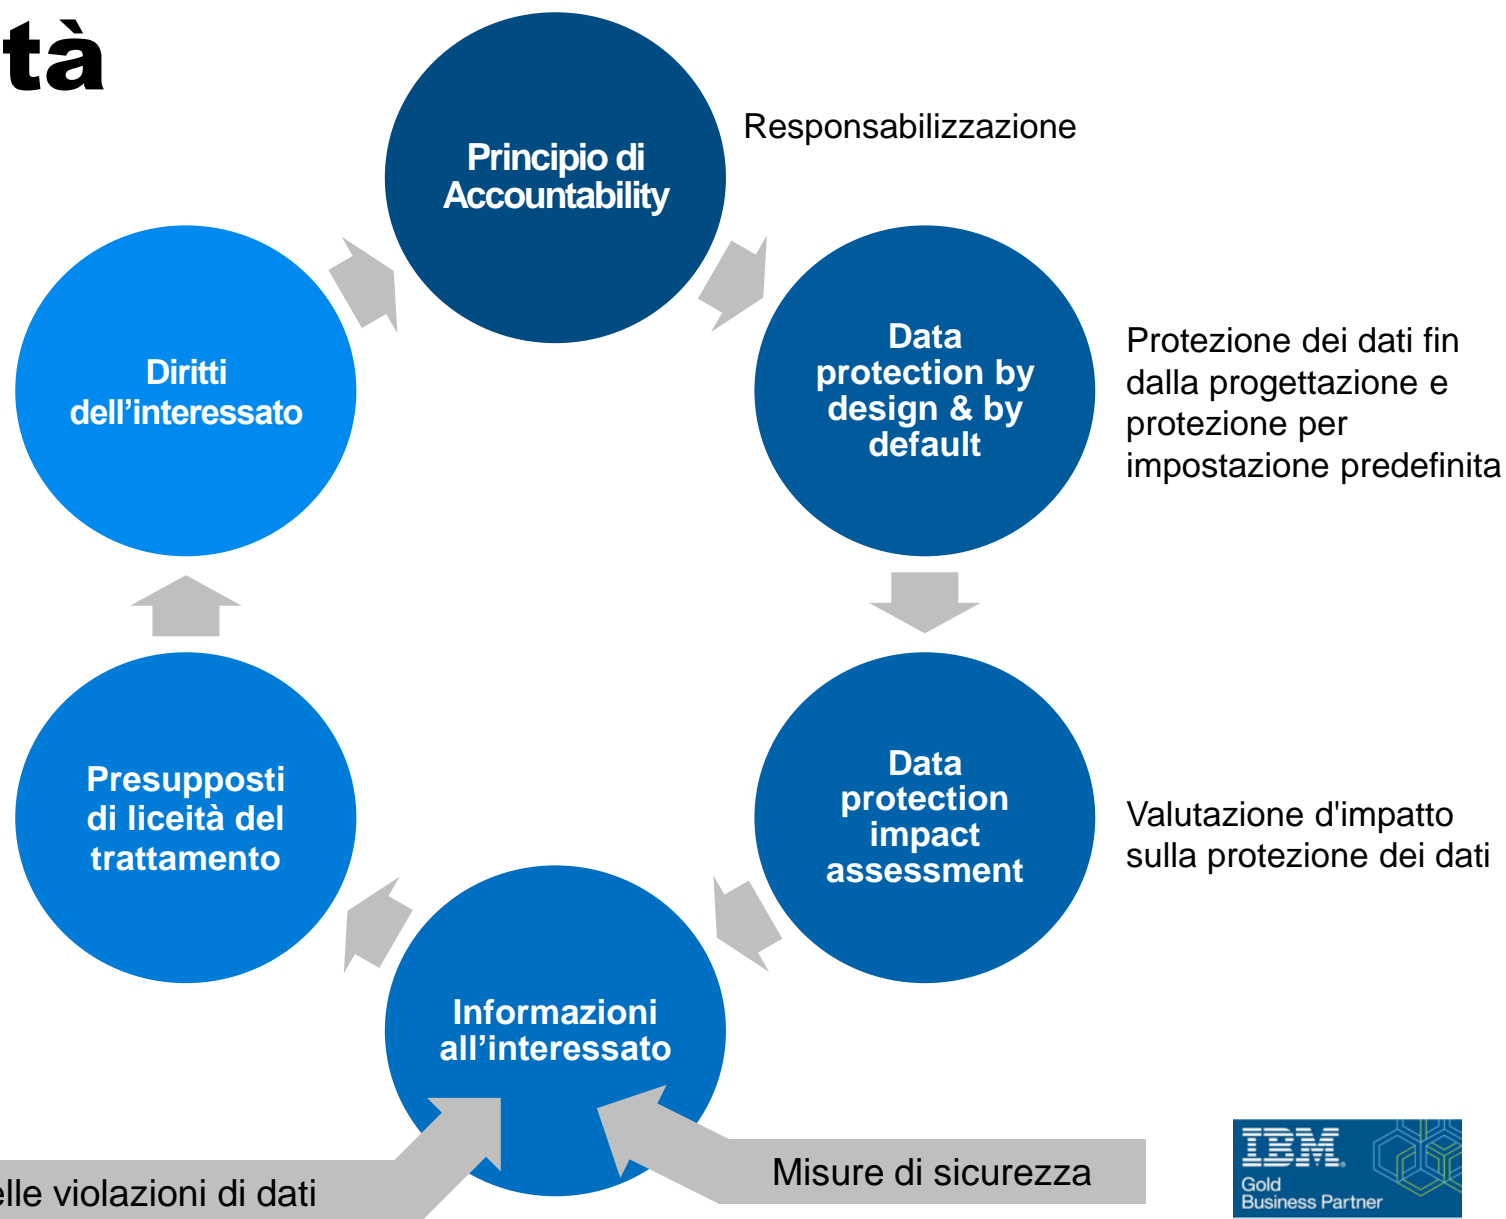 tà
Principio di
Accountability
Responsabilizzazione
Data
protection by
design & by
default
Protezione dei dati fin
dalla progettazione e
protezione per
impostazione predefinita
Data
protection
impact
assessment
Valutazione d'impatto
sulla protezione dei dati
Informazioni
all’interessato
Presupposti
di liceità del
trattamento
Diritti
dell’interessato
elle violazioni di dati
Misure di sicurezza
IBM
Gold
Business Partner